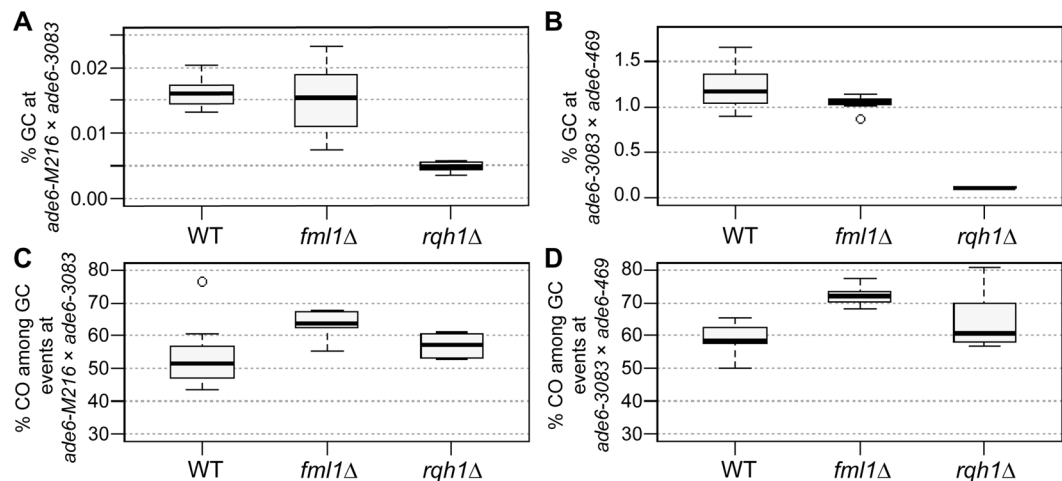 A
% GC at
ade6-M216 × ade6-3083
0.02
0.01
0.00
WT
fml1Δ
rqh1Δ
B
% GC at
ade6-3083 × ade6-469
1.5
1.0
0.5
0.0
WT
fml1Δ
rqh1Δ
C
% CO among GC
events at
ade6-M216 × ade6-3083
80
70
60
50
40
30
WT
fml1Δ
rqh1Δ
D
% CO among GC
events at
ade6-3083 × ade6-469
80
70
60
50
40
30
WT
fml1Δ
rqh1Δ